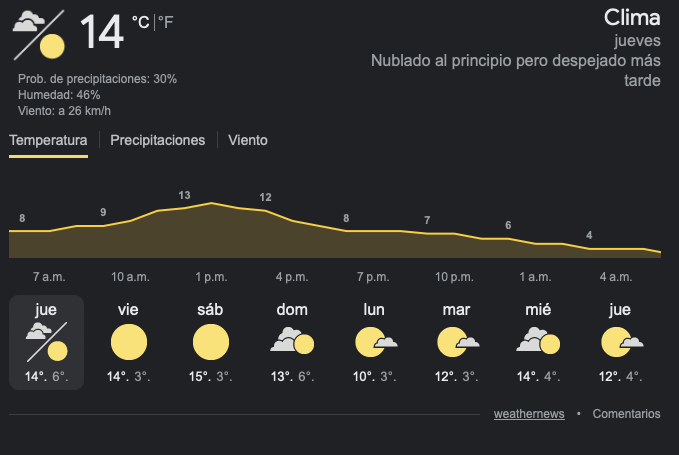 14 °C | °F
Prob. de precipitaciones: 30%
Humedad: 46%
Viento: a 26 km/h
Clima
jueves
Nublado al principio pero despejado más
tarde
Temperatura | Precipitaciones | Viento
8 9 13 12 8 7 6 4
7 a.m. 10 a.m. 1 p.m. 4 p.m. 7 p.m. 10 p.m. 1 a.m. 4 a.m.
jue vie sáb dom lun mar mié jue
14°. 6°. 14°. 3°. 15°. 3°. 13°. 6°. 10°. 3°. 12°. 3°. 14°. 4°. 12°. 4°.
weathernews • Comentarios